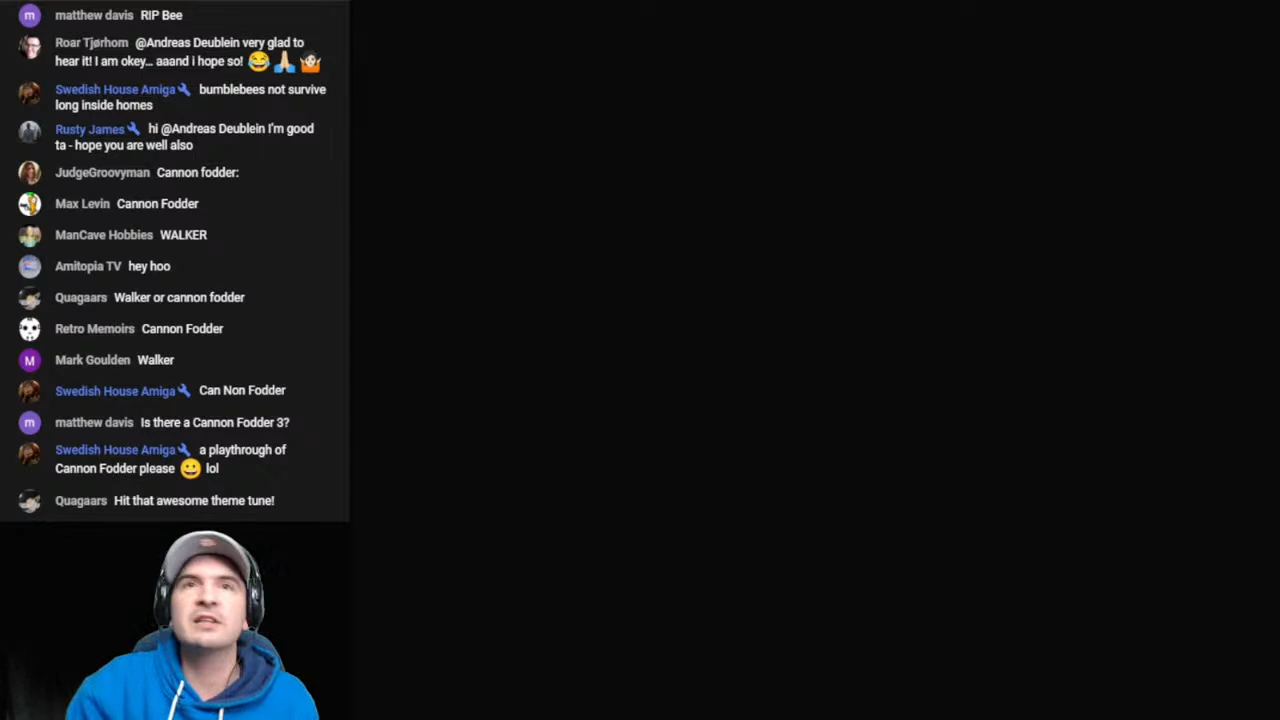 matthew davis RIP Bee
Roar Tjørhom @Andreas Deublein very glad to
hear it! I am okey... aaand i hope so! 😂🙏🏻🤷🏻
Swedish House Amiga bumblebees not survive
long inside homes
Rusty James hi @Andreas Deublein I'm good
ta - hope you are well also
JudgeGroovyman Cannon fodder:
Max Levin Cannon Fodder
ManCave Hobbies WALKER
Amitopia TV hey hoo
Quagaars Walker or cannon fodder
Retro Memoirs Cannon Fodder
Mark Goulden Walker
Swedish House Amiga Can Non Fodder
matthew davis Is there a Cannon Fodder 3?
Swedish House Amiga a playthrough of
Cannon Fodder please 😀 lol
Quagaars Hit that awesome theme tune!